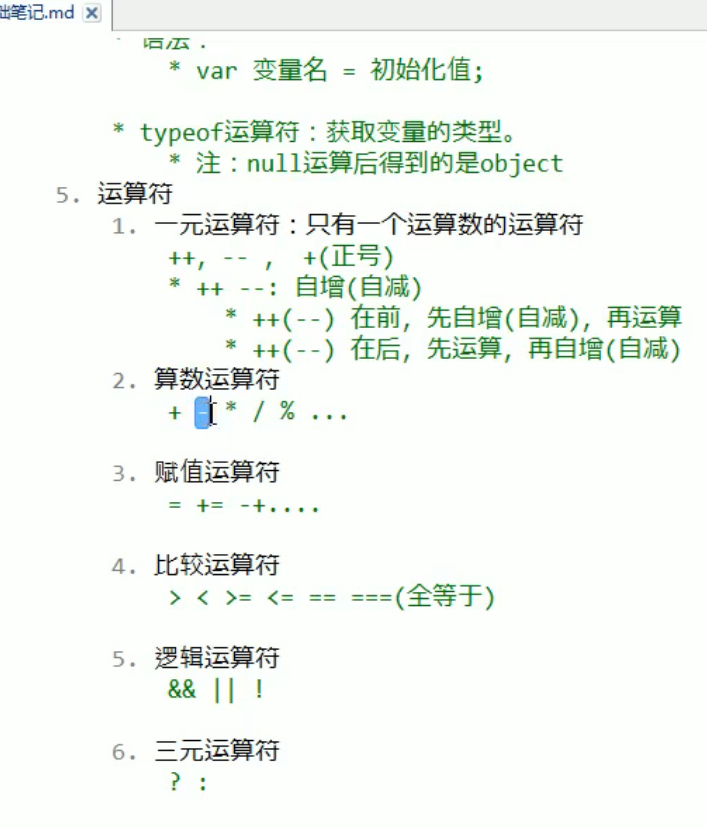 础笔记.md
* 语法：
* var 变量名 = 初始化值;
* typeof运算符：获取变量的类型。
* 注：null运算后得到的是object
5. 运算符
1. 一元运算符：只有一个运算数的运算符
++, -- ， +(正号)
* ++ --: 自增(自减)
* ++(--) 在前，先自增(自减)，再运算
* ++(--) 在后，先运算，再自增(自减)
2. 算数运算符
+ - * / % ...
3. 赋值运算符
= += -+....
4. 比较运算符
> < >= <= == ===(全等于)
5. 逻辑运算符
&& || !
6. 三元运算符
? :